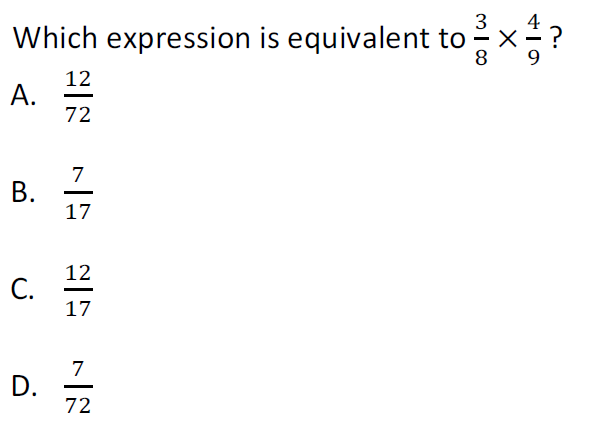 Which expression is equivalent to 3/8 × 4/9 ?
A. 12/72
B. 7/17
C. 12/17
D. 7/72